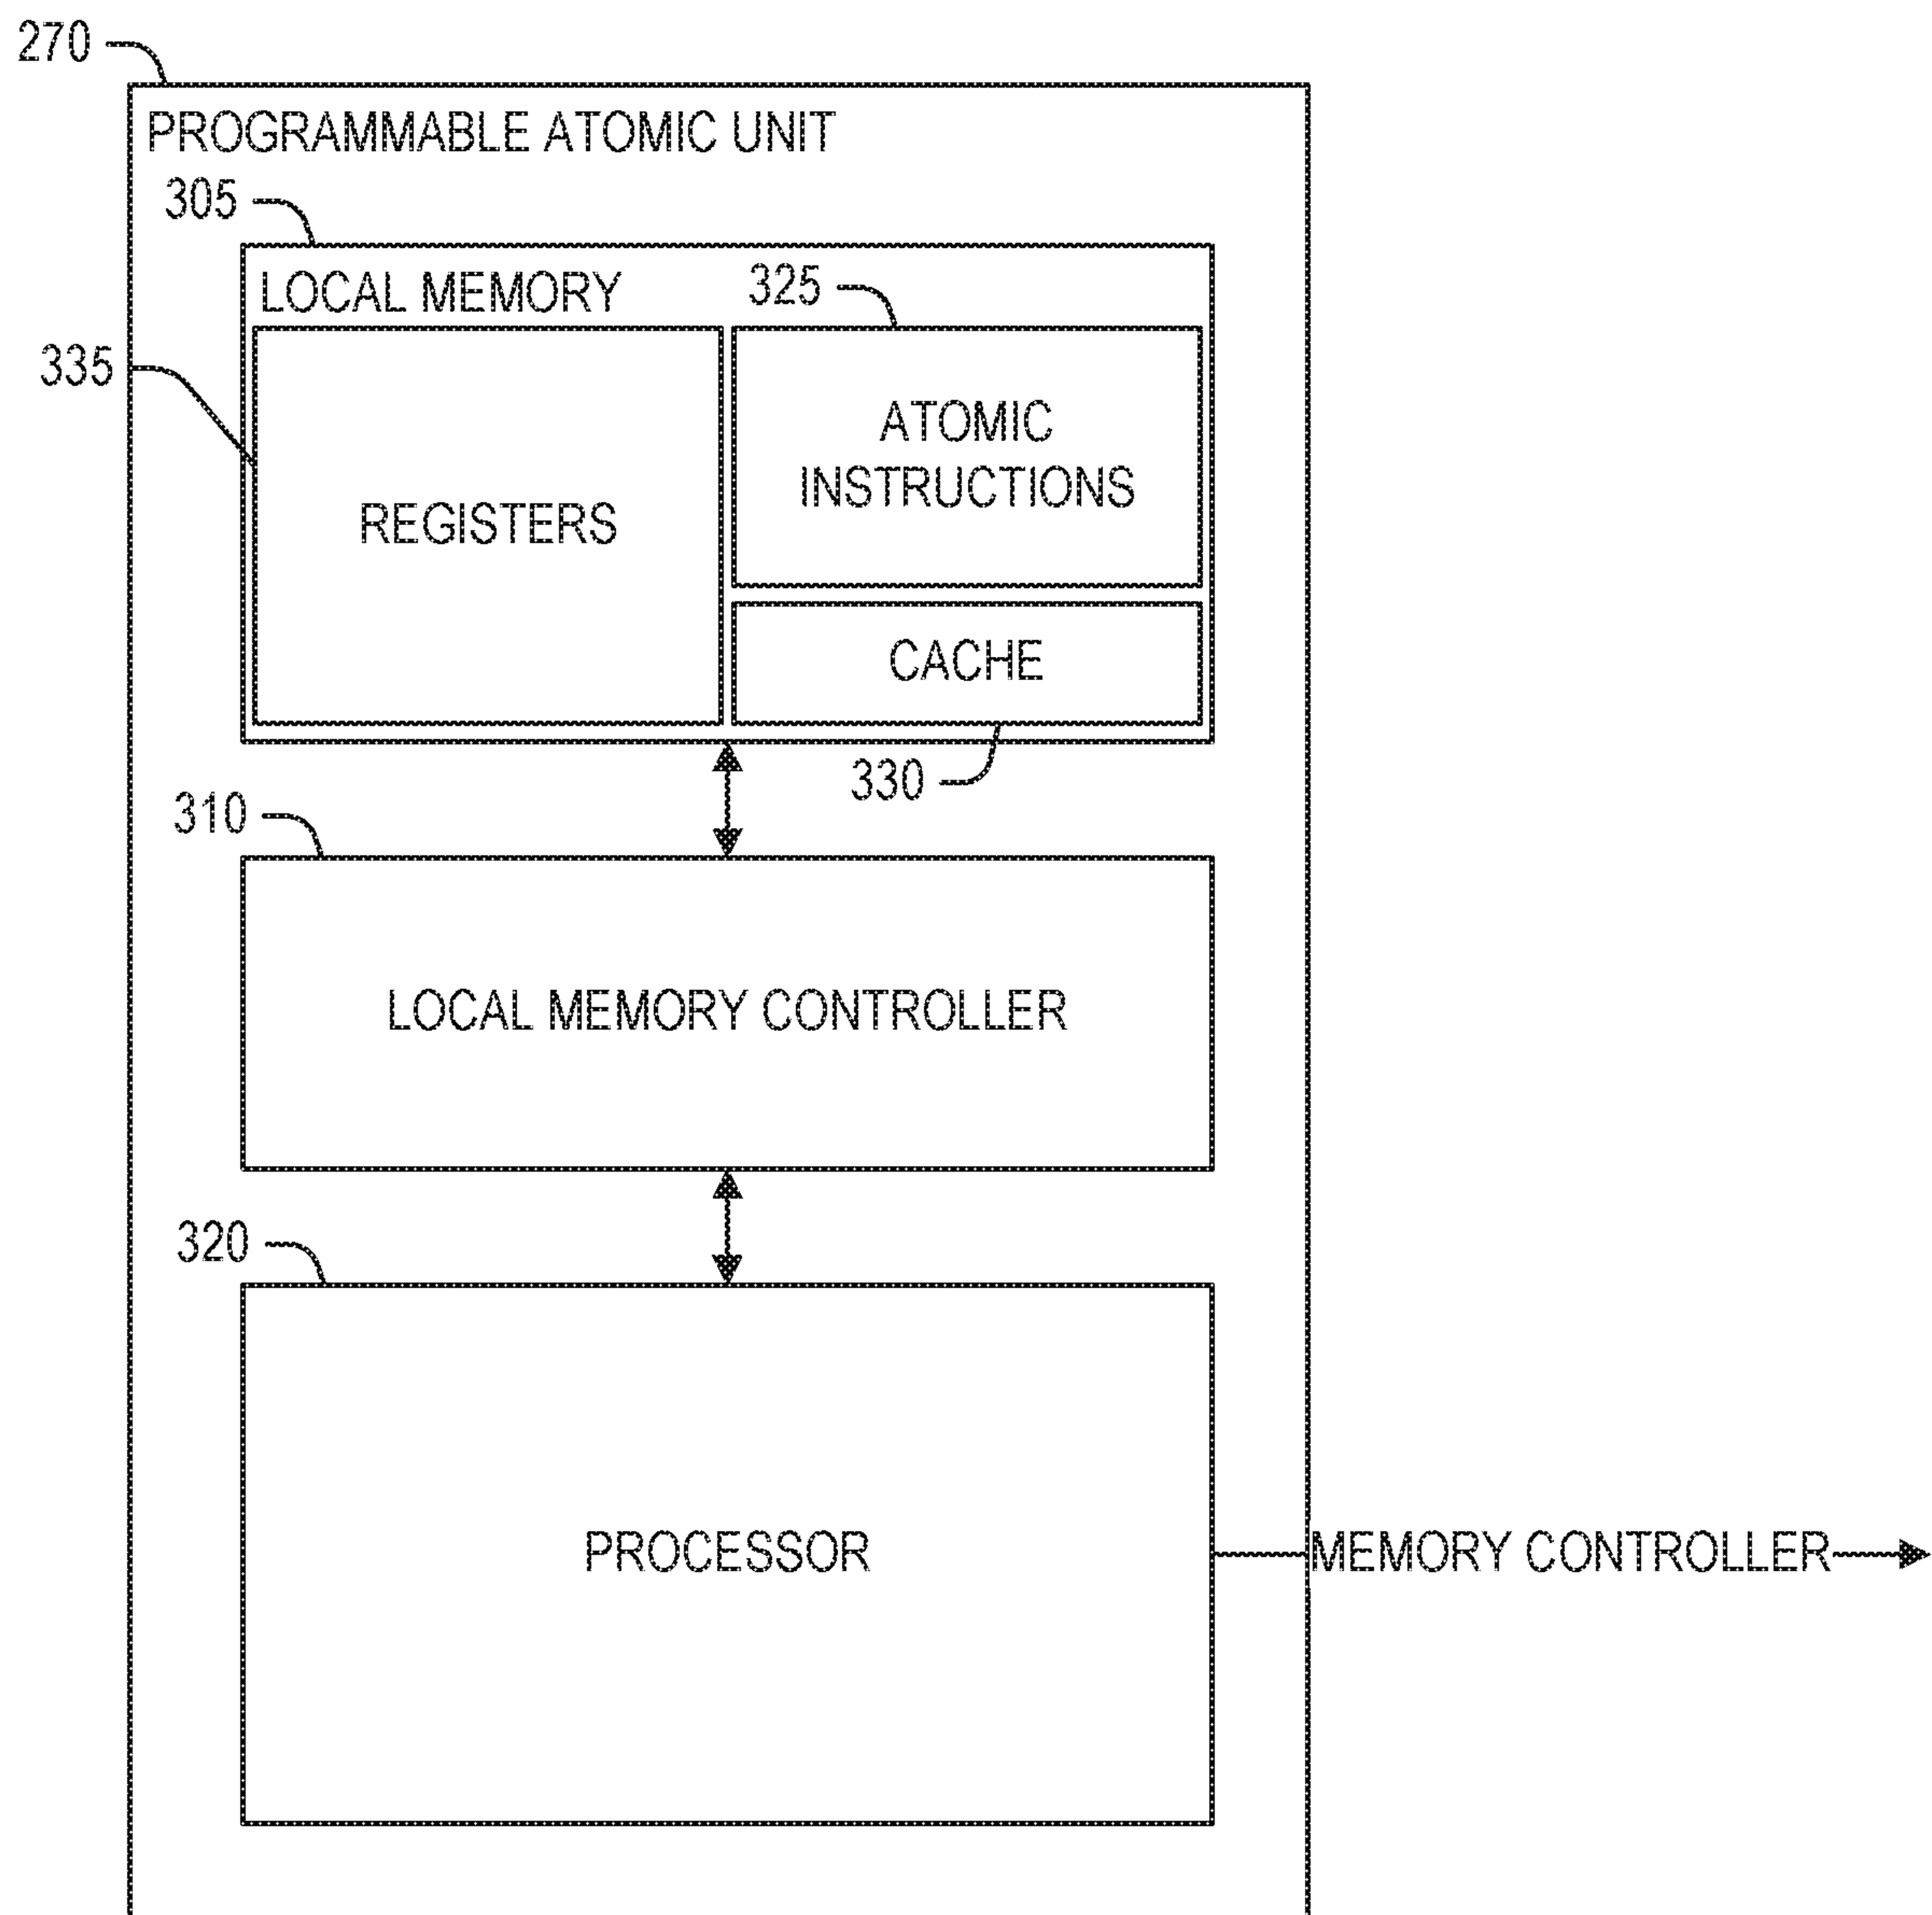 270
PROGRAMMABLE ATOMIC UNIT
305
LOCAL MEMORY
325
335
ATOMIC
INSTRUCTIONS
REGISTERS
CACHE
330
310
LOCAL MEMORY CONTROLLER
320
PROCESSOR
MEMORY CONTROLLER